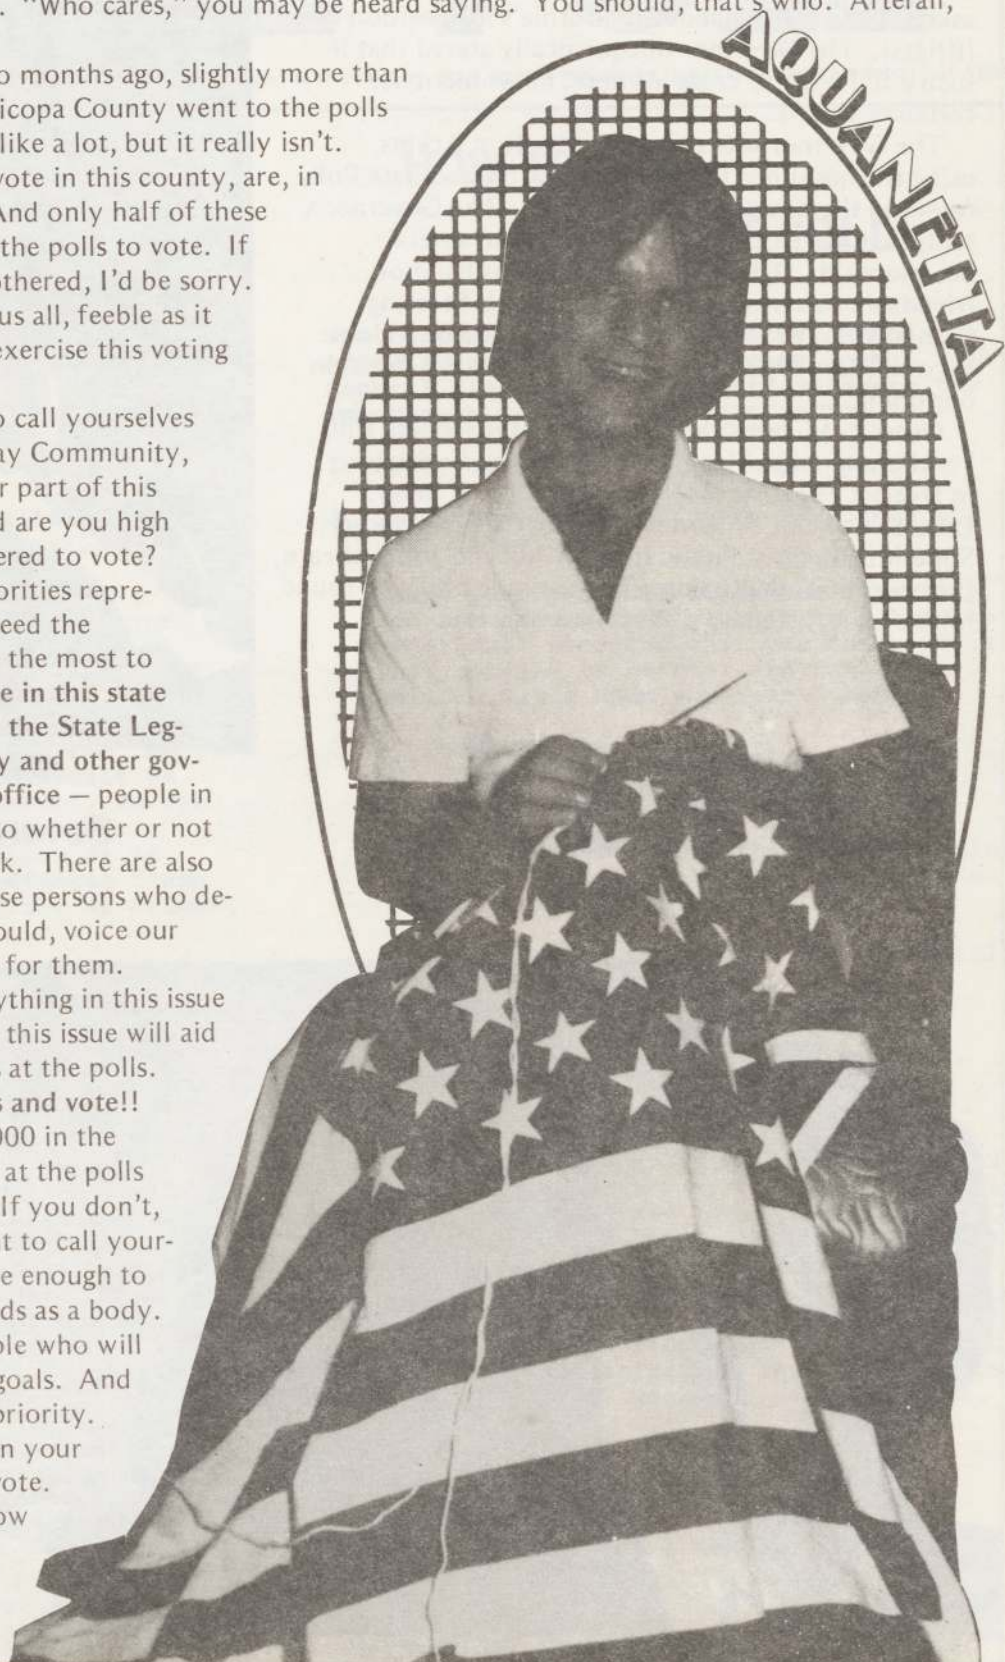 "Who cares," you may be heard saying. You should, that's who. Afterall,
AQUANETTA
o months ago, slightly more than
icopa County went to the polls
like a lot, but it really isn't.
vote in this county, are, in
And only half of these
the polls to vote. If
othered, I'd be sorry.
us all, feeble as it
exercise this voting
o call yourselves
ay Community,
r part of this
d are you high
ered to vote?
orities repre-
eed the
the most to
e in this state
the State Leg-
y and other gov-
office — people in
o whether or not
k. There are also
se persons who de-
ould, voice our
for them.
ything in this issue
this issue will aid
at the polls.
s and vote!!
000 in the
at the polls
If you don't,
t to call your-
e enough to
ds as a body.
ole who will
goals. And
priority.
n your
ote.
ow